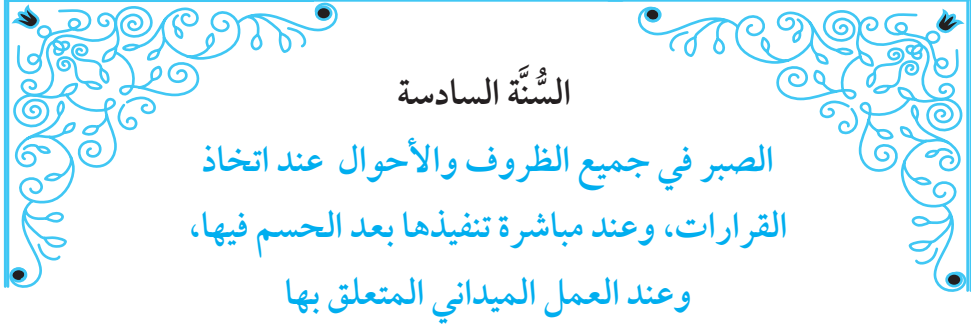 السُّنَّة السادسة
الصبر في جميع الظروف والأحوال عند اتخاذ
القرارات، وعند مباشرة تنفيذها بعد الحسم فيها،
وعند العمل الميداني المتعلق بها